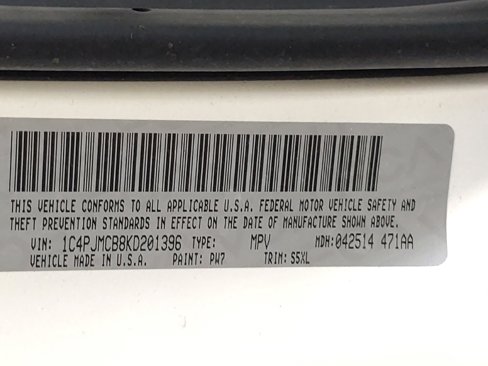 THIS VEHICLE CONFORMS TO ALL APPLICABLE U.S.A. FEDERAL MOTOR VEHICLE SAFETY AND
THEFT PREVENTION STANDARDS IN EFFECT ON THE DATE OF MANUFACTURE SHOWN ABOVE.
VIN: 1C4PJMCB8KD201396 TYPE: MPV MDH:042514 471AA
VEHICLE MADE IN U.S.A. PAINT: PW7 TRIM: S5XL